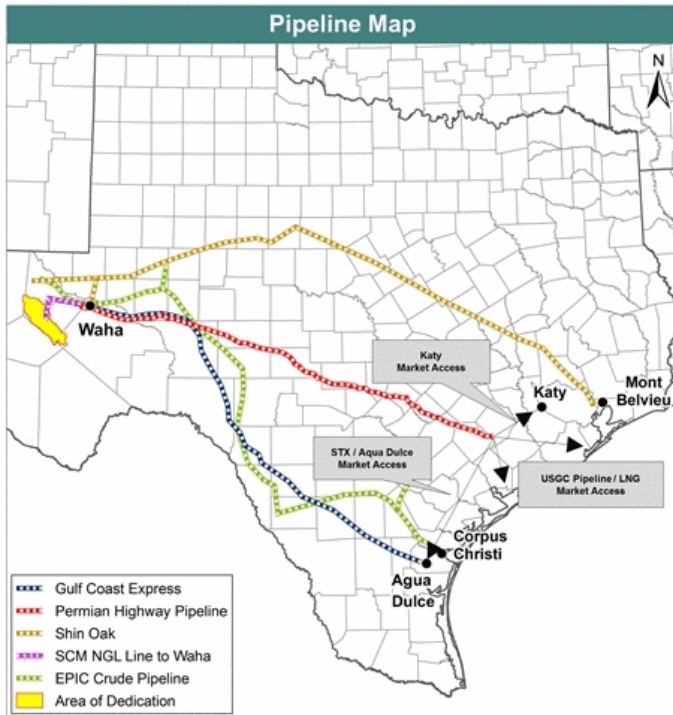 Pipeline Map
N
Waha
Katy
Market Access
Katy
Mont
Belvieu
STX / Aqua Dulce
Market Access
USGC Pipeline / LNG
Market Access
Corpus
Christi
Agua
Dulce
Gulf Coast Express
Permian Highway Pipeline
Shin Oak
SCM NGL Line to Waha
EPIC Crude Pipeline
Area of Dedication